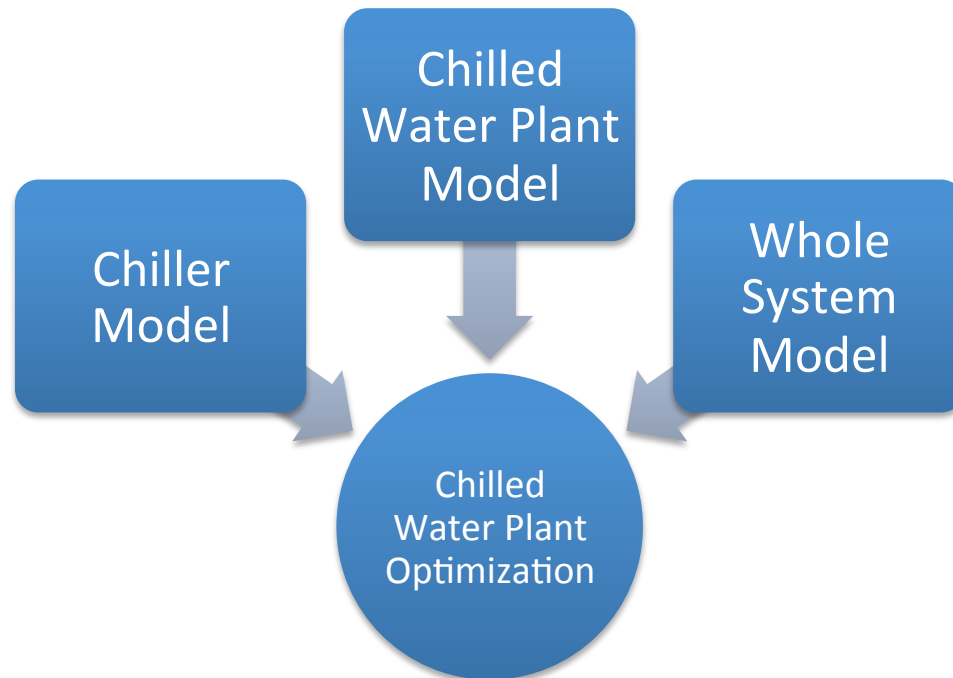 Chilled
Water Plant
Model
Chiller
Model
Whole
System
Model
Chilled
Water Plant
Optimization